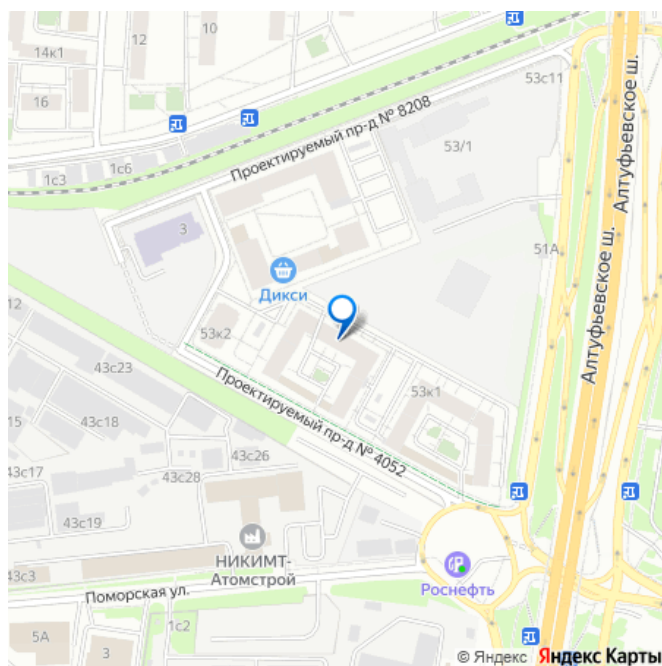 14к1
12
10
16
1с3
1с6
Проектируемый пр-д № 8208
53с11
53/1
Алтуфьевское ш.
Алтуфьевское ш.
3
51А
Дикси
12
53к2
43с23
53к1
Проектируемый пр-д № 4052
15
43с18
43с26
43с17
43с28
43с19
НИКИМТ-
Атомстрой
43с3
Роснефть
Поморская ул.
1с2
5А
3
© Яндекс Яндекс Карты